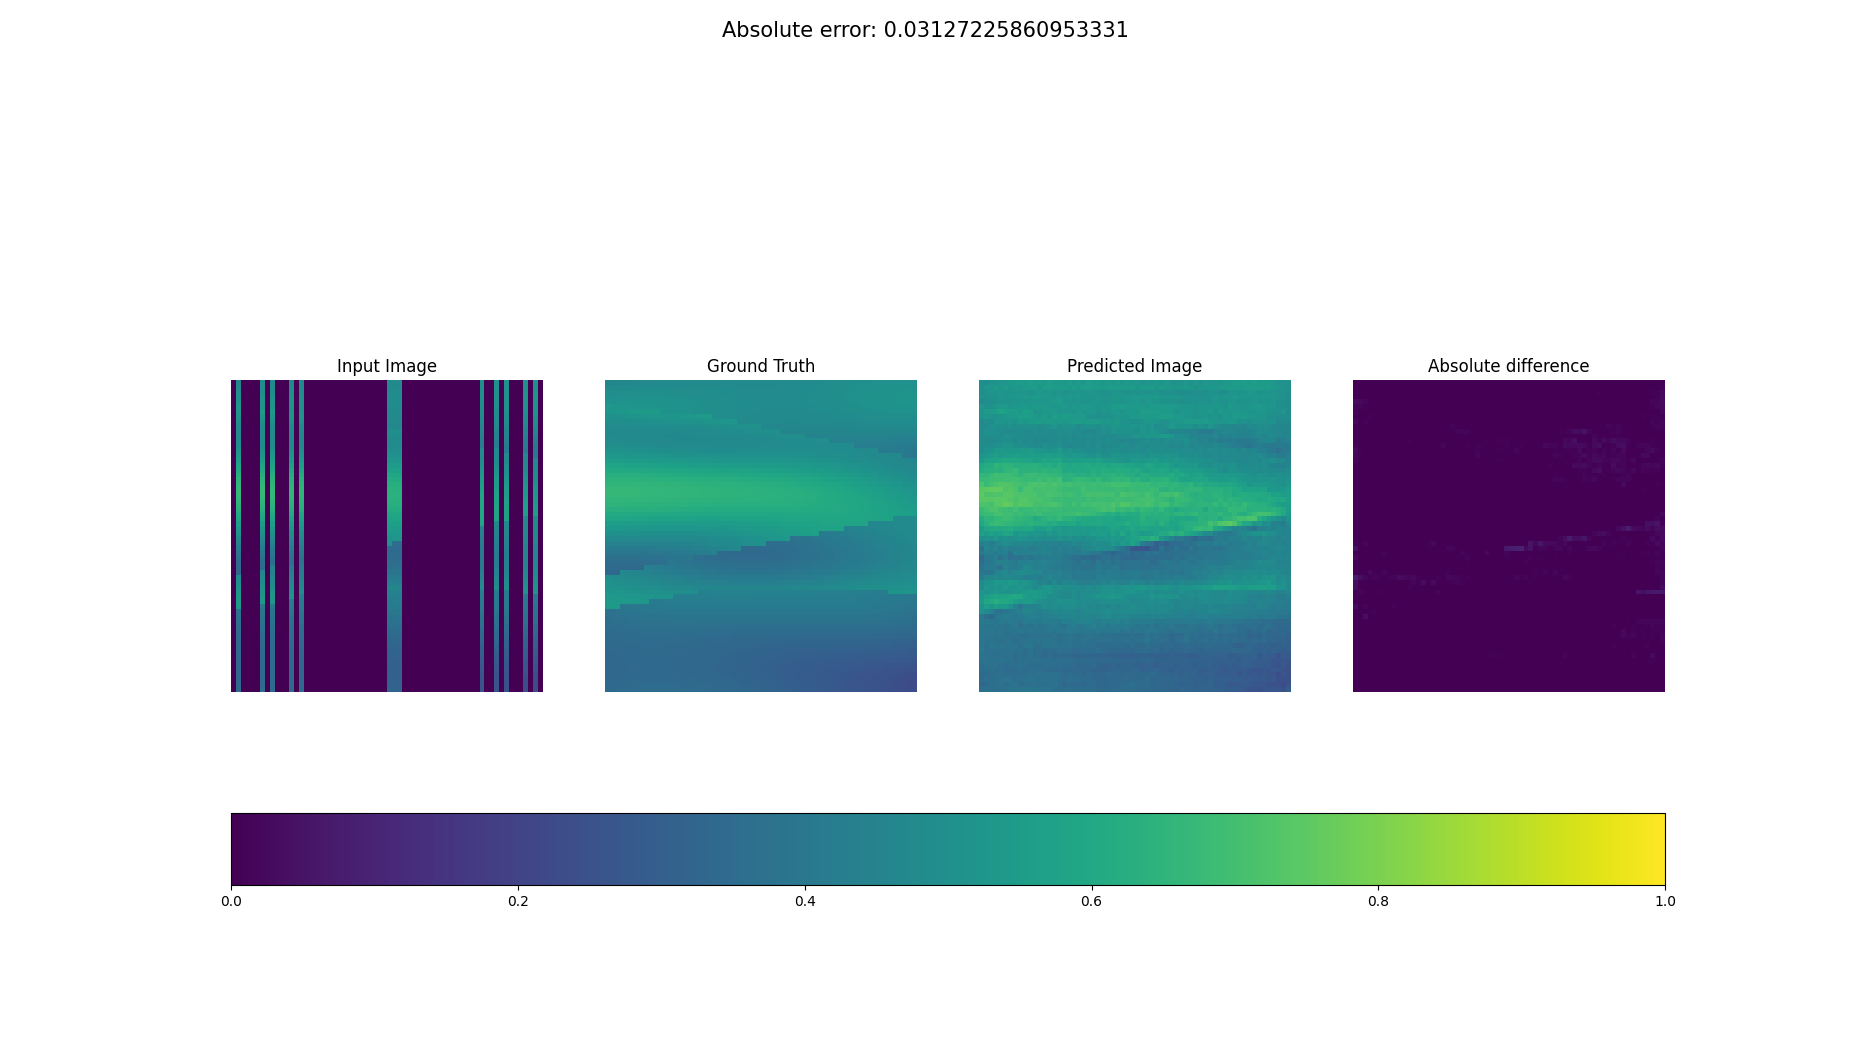 Absolute error: 0.03127225860953331
Input Image
Ground Truth
Predicted Image
Absolute difference
0.0
0.2
0.4
0.6
0.8
1.0